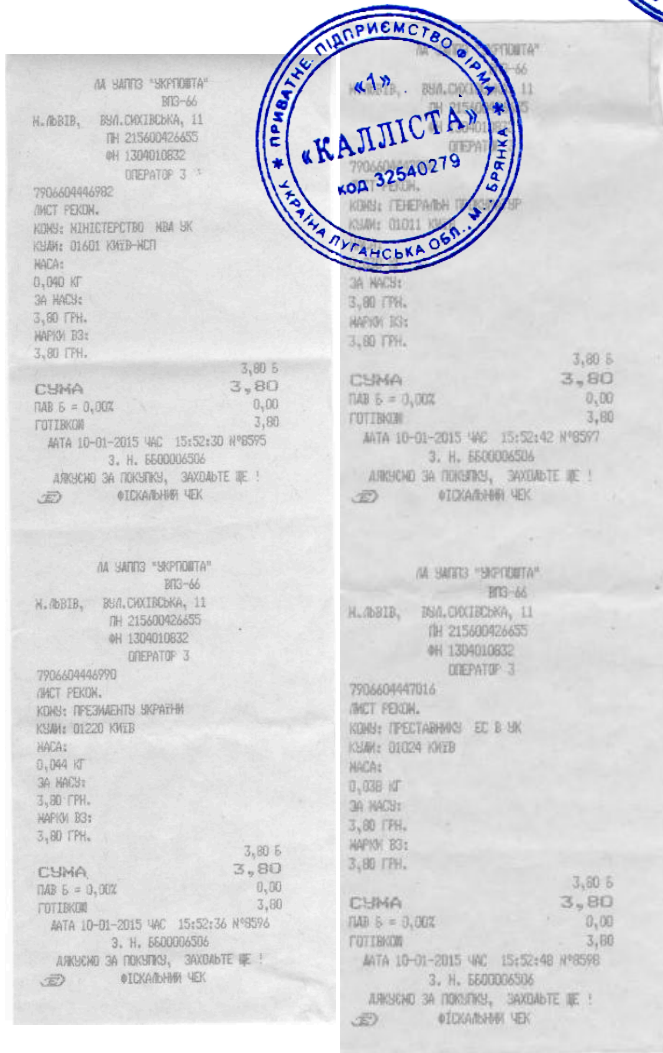 ЛД УДППЗ "УКРПОШТА"
ВПЗ-66
М.ЛЬВІВ, ВУЛ.СИХІВСЬКА, 11
ПН 215600426655
ФН 1304010832
ОПЕРАТОР 3
7906604446982
ЛИСТ РЕКОМ.
КОМУ: МІНІСТЕРСТВО МВД УК
КУДИ: 01601 КИЇВ-МСП
МАСА:
0,040 КГ
ЗА МАСУ:
3,80 ГРН.
МАРКИ ВЗ:
3,80 ГРН.
3,80 Б
СУМА 3,80
ПДВ Б = 0,00% 0,00
ГОТІВКОЮ 3,80
ДАТА 10-01-2015 ЧАС 15:52:30 №8595
З. Н. ББ00006506
ДЯКУЄМО ЗА ПОКУПКУ, ЗАХОДЬТЕ ЩЕ !
ФІСКАЛЬНИЙ ЧЕК
ЛД УДППЗ "УКРПОШТА"
ВПЗ-66
М.ЛЬВІВ, ВУЛ.СИХІВСЬКА, 11
ПН 215600426655
ФН 1304010832
ОПЕРАТОР 3
7906604446990
ЛИСТ РЕКОМ.
КОМУ: ПРЕЗИДЕНТУ УКРАЇНИ
КУДИ: 01220 КИЇВ
МАСА:
0,044 КГ
ЗА МАСУ:
3,80 ГРН.
МАРКИ ВЗ:
3,80 ГРН.
3,80 Б
СУМА 3,80
ПДВ Б = 0,00% 0,00
ГОТІВКОЮ 3,80
ДАТА 10-01-2015 ЧАС 15:52:36 №8596
З. Н. ББ00006506
ДЯКУЄМО ЗА ПОКУПКУ, ЗАХОДЬТЕ ЩЕ !
ФІСКАЛЬНИЙ ЧЕК
ПРИВАТНЕ ПІДПРИЄМСТВО ФІРМА
«1»
«КАЛЛІСТА»
код 32540279
* УКРАЇНА ЛУГАНСЬКА ОБЛ., М. БРЯНКА *
"УКРПОШТА"
-66
ВУЛ.СИХІВСЬКА, 11
КОМУ: ГЕНЕРАЛЬН
КУДИ: 01011
ЗА МАСУ:
3,80 ГРН.
МАРКИ ВЗ:
3,80 ГРН.
3,80 Б
СУМА 3,80
ПДВ Б = 0,00% 0,00
ГОТІВКОЮ 3,80
ДАТА 10-01-2015 ЧАС 15:52:42 №8597
З. Н. ББ00006506
ДЯКУЄМО ЗА ПОКУПКУ, ЗАХОДЬТЕ ЩЕ !
ФІСКАЛЬНИЙ ЧЕК
ЛД УДППЗ "УКРПОШТА"
ВПЗ-66
М.ЛЬВІВ, ВУЛ.СИХІВСЬКА, 11
ПН 215600426655
ФН 1304010832
ОПЕРАТОР 3
7906604447016
ЛИСТ РЕКОМ.
КОМУ: ПРЕСТАВНИКУ ЕС В УК
КУДИ: 01024 КИЇВ
МАСА:
0,038 КГ
ЗА МАСУ:
3,80 ГРН.
МАРКИ ВЗ:
3,80 ГРН.
3,80 Б
СУМА 3,80
ПДВ Б = 0,00% 0,00
ГОТІВКОЮ 3,80
ДАТА 10-01-2015 ЧАС 15:52:48 №8598
З. Н. ББ00006506
ДЯКУЄМО ЗА ПОКУПКУ, ЗАХОДЬТЕ ЩЕ !
ФІСКАЛЬНИЙ ЧЕК